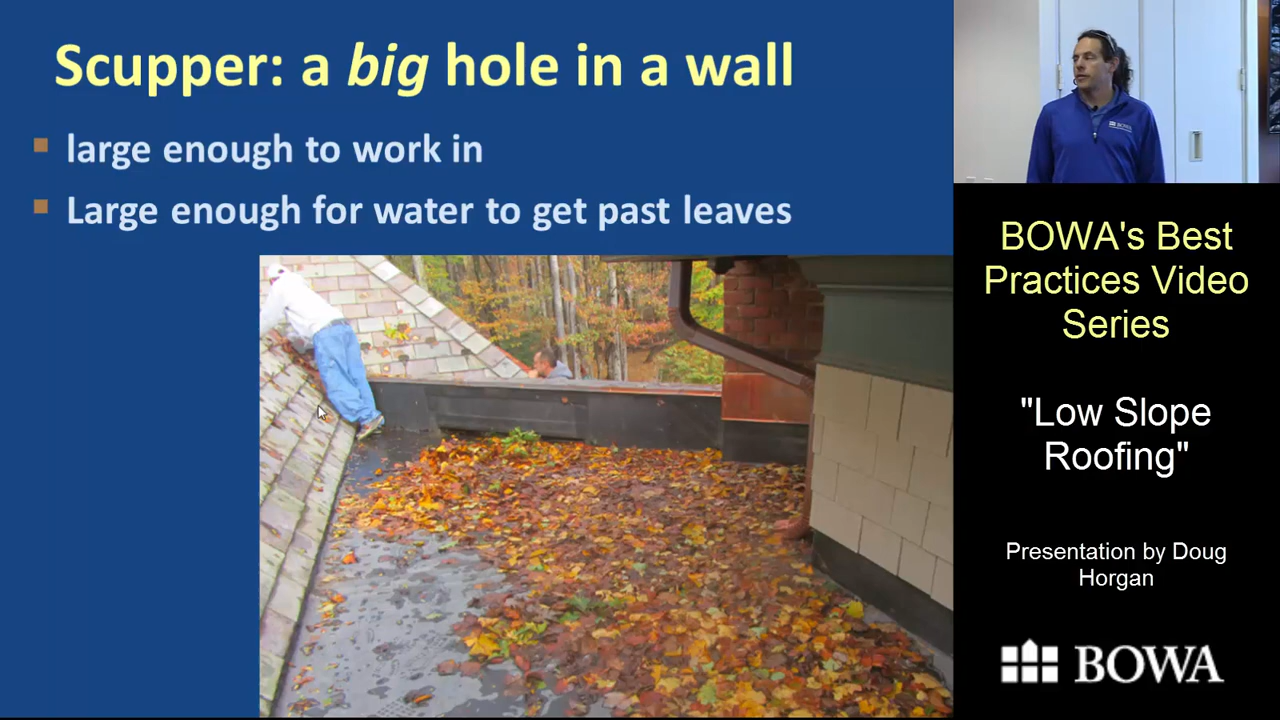 Scupper: a big hole in a wall
large enough to work in
Large enough for water to get past leaves
BOWA
BOWA's Best
Practices Video
Series
"Low Slope
Roofing"
Presentation by Doug
Horgan
BOWA